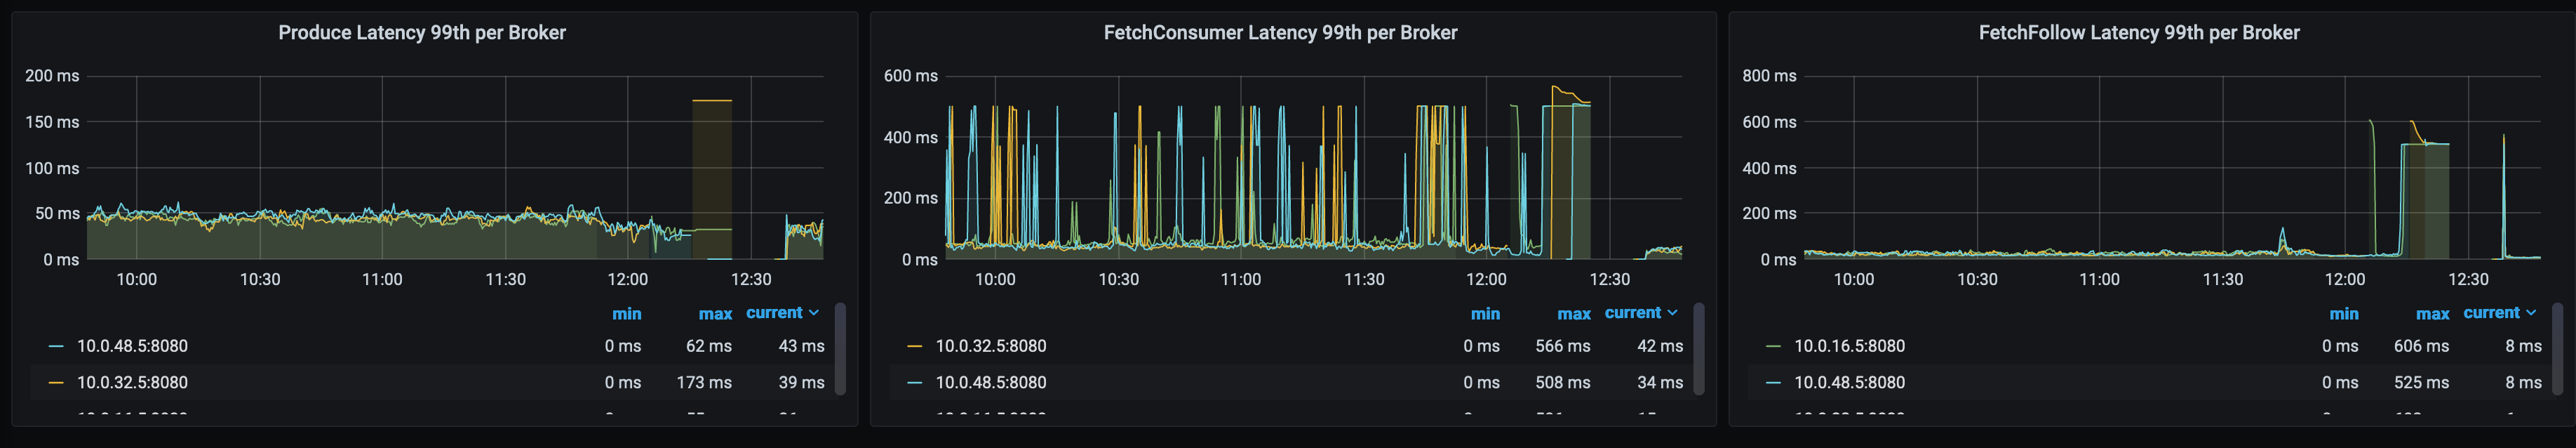 Produce Latency 99th per Broker
200 ms
150 ms
100 ms
50 ms
0 ms
10:00 10:30 11:00 11:30 12:00 12:30
min max current
10.0.48.5:8080 0 ms 62 ms 43 ms
10.0.32.5:8080 0 ms 173 ms 39 ms
FetchConsumer Latency 99th per Broker
600 ms
400 ms
200 ms
0 ms
10:00 10:30 11:00 11:30 12:00 12:30
min max current
10.0.32.5:8080 0 ms 566 ms 42 ms
10.0.48.5:8080 0 ms 508 ms 34 ms
FetchFollow Latency 99th per Broker
800 ms
600 ms
400 ms
200 ms
0 ms
10:00 10:30 11:00 11:30 12:00 12:30
min max current
10.0.16.5:8080 0 ms 606 ms 8 ms
10.0.48.5:8080 0 ms 525 ms 8 ms